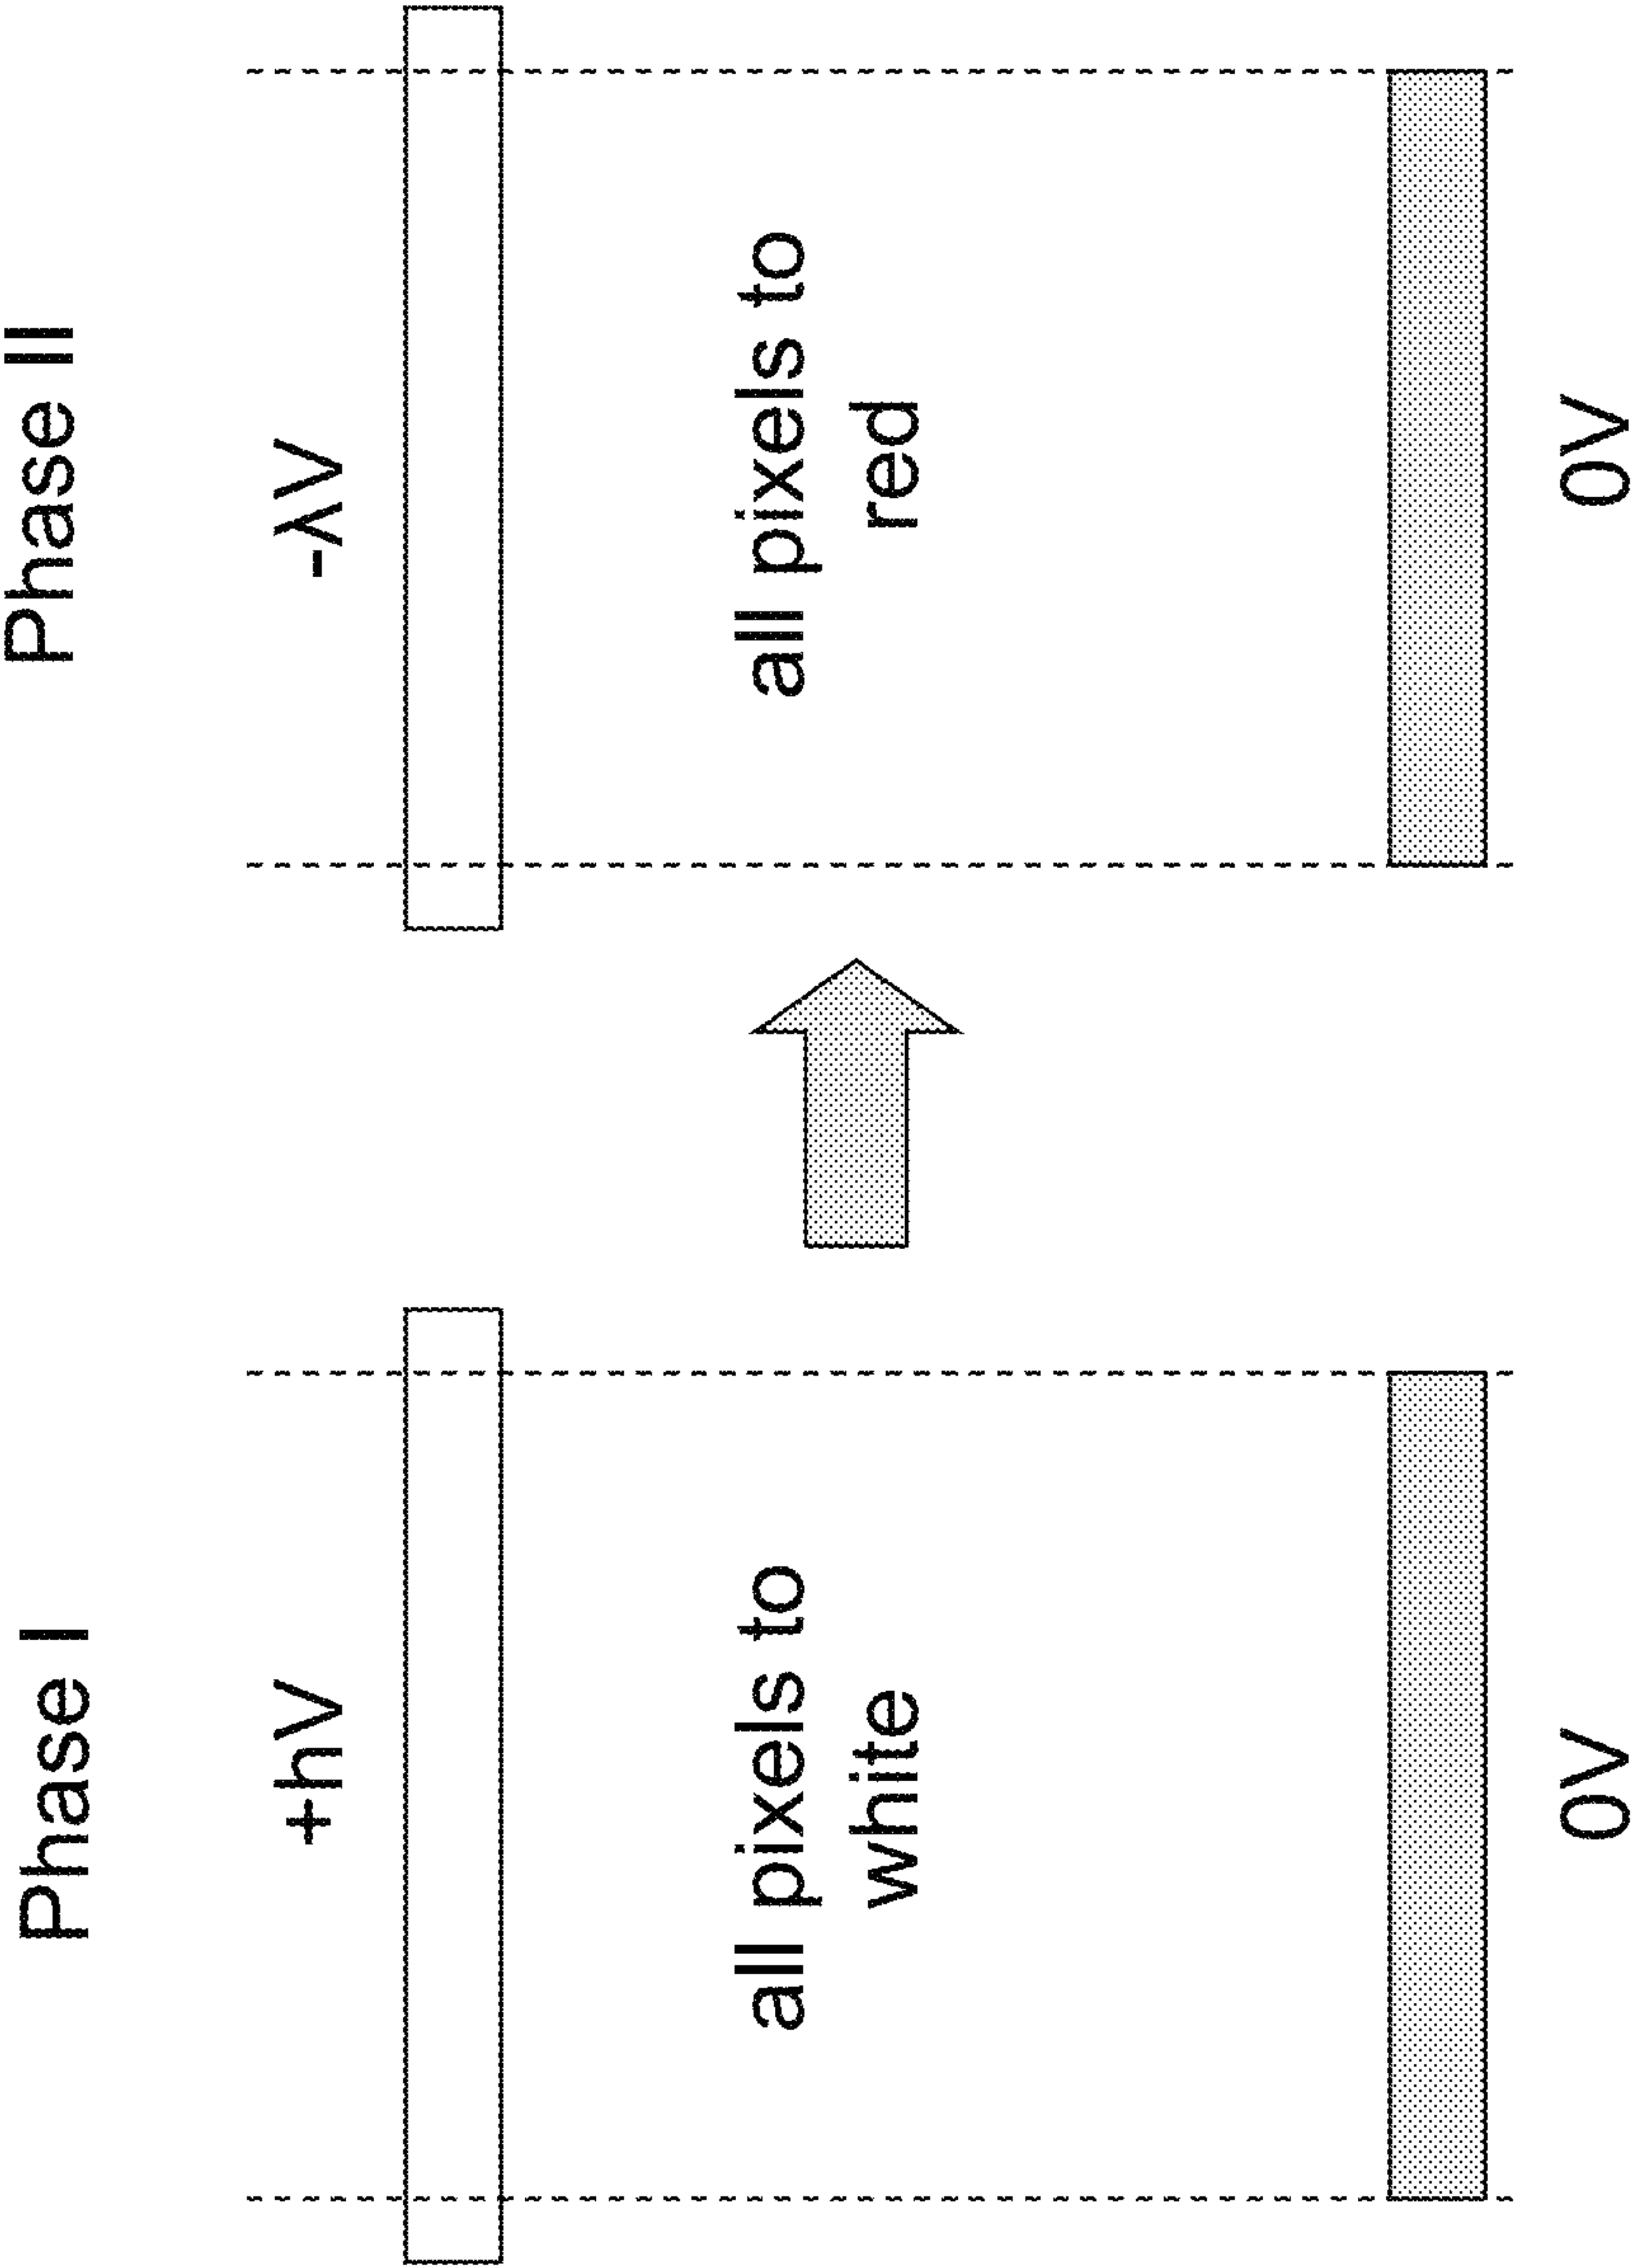 Phase I
+hV
all pixels to
white
0V
Phase II
-λV
all pixels to
red
0V